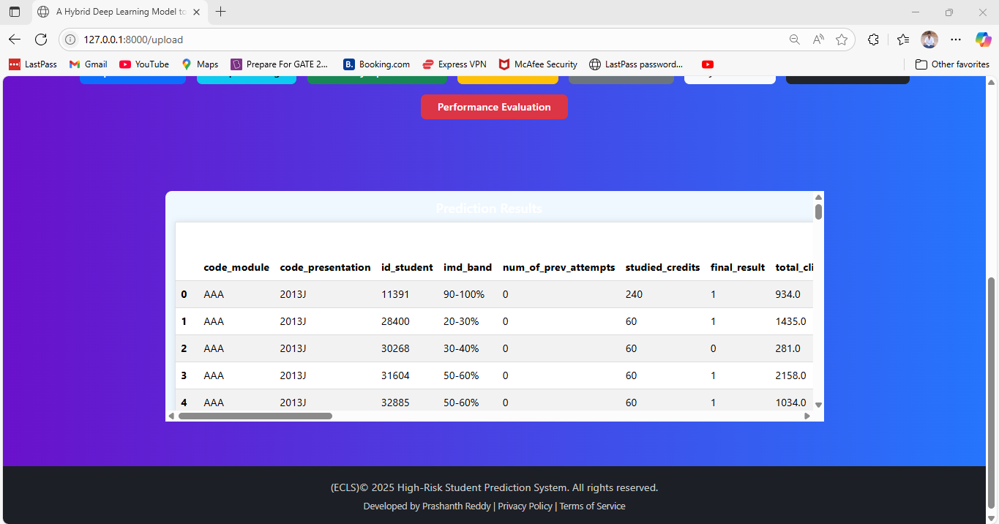 A Hybrid Deep Learning Model to
127.0.0.1:8000/upload
LastPass Gmail YouTube Maps Prepare For GATE 2... Booking.com Express VPN McAfee Security LastPass password... Other favorites
Performance Evaluation
Prediction Results
code_module code_presentation id_student imd_band num_of_prev_attempts studied_credits final_result total_cli
0 AAA 2013J 11391 90-100% 0 240 1 934.0
1 AAA 2013J 28400 20-30% 0 60 1 1435.0
2 AAA 2013J 30268 30-40% 0 60 0 281.0
3 AAA 2013J 31604 50-60% 0 60 1 2158.0
4 AAA 2013J 32885 50-60% 0 60 1 1034.0
(ECLS)© 2025 High-Risk Student Prediction System. All rights reserved.
Developed by Prashanth Reddy | Privacy Policy | Terms of Service